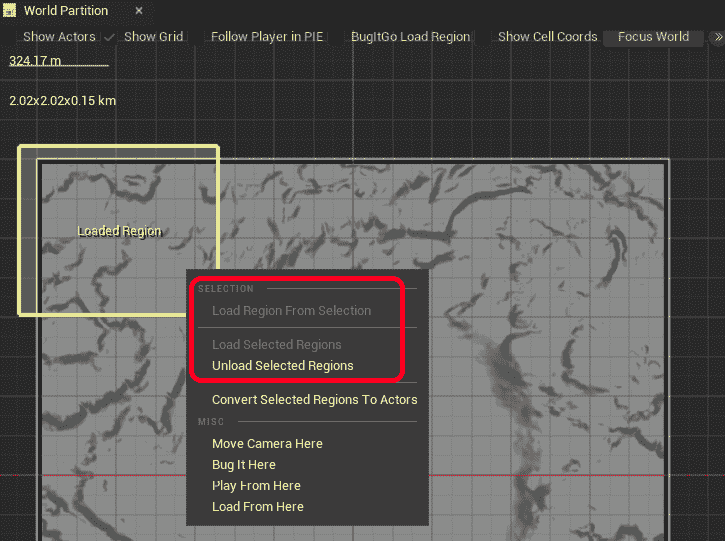 World Partition ×
Show Actors Show Grid Follow Player in PIE BugItGo Load Region Show Cell Coords Focus World »
324.17 m
2.02x2.02x0.15 km
Loaded Region
SELECTION
Load Region From Selection
Load Selected Regions
Unload Selected Regions
Convert Selected Regions To Actors
MISC
Move Camera Here
Bug It Here
Play From Here
Load From Here